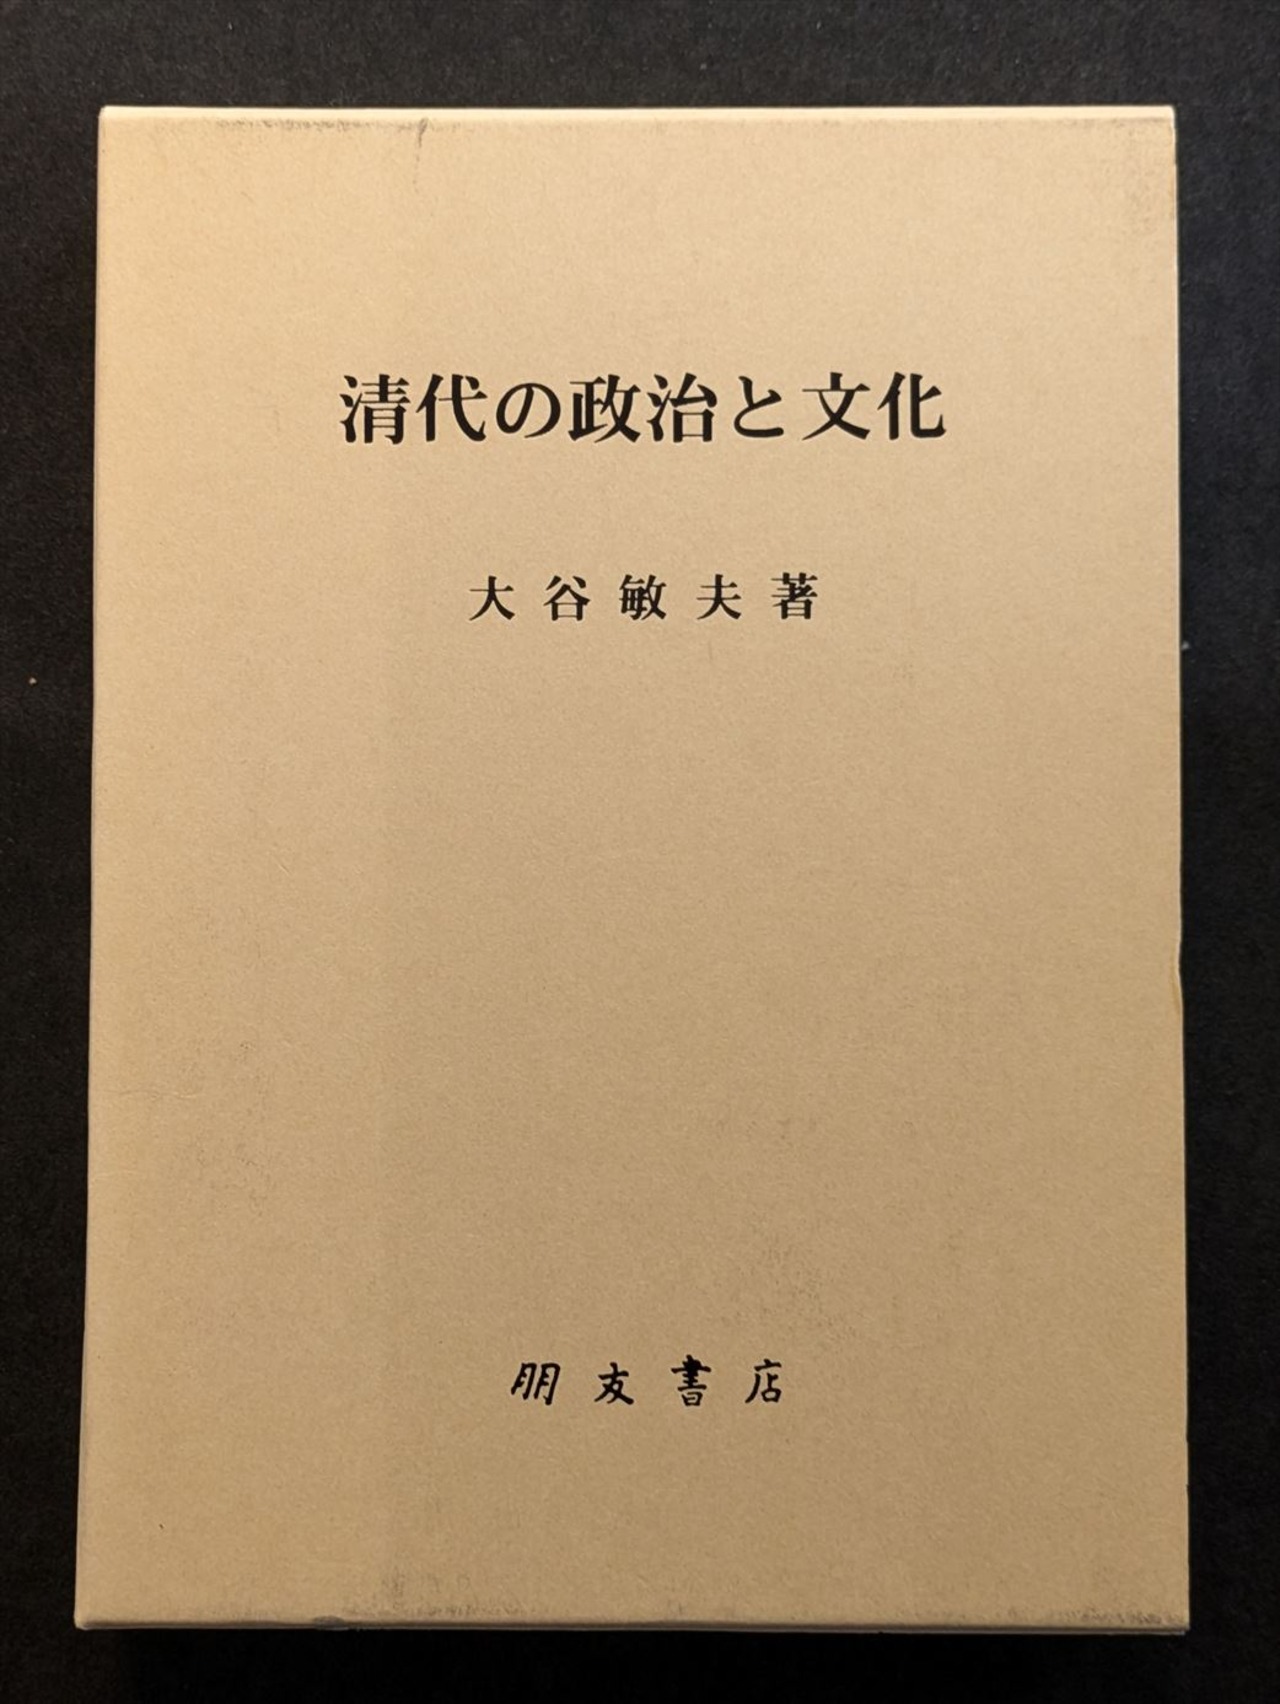 清代の政治と文化
大谷敏夫著
朋友書店